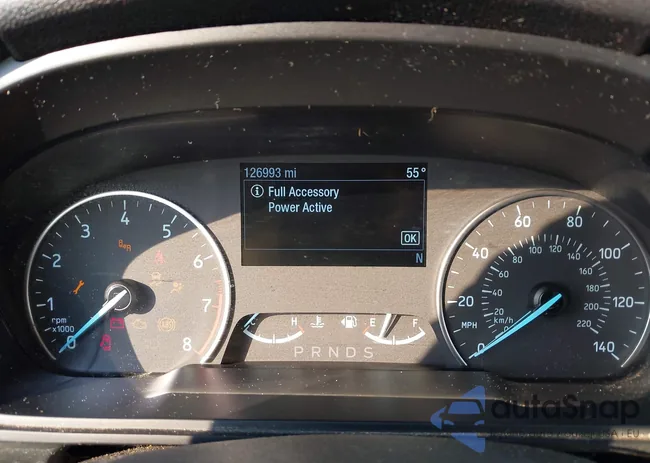 126993 mi 55°
Full Accessory
Power Active
OK
N
1 2 3 4 5 6 7 8 0
rpm
x1000
C H E F
P R N D S
0 20 40 60 80 100 120 140
MPH
0 20 40 60 80 100 120 140 160 180 200 220
km/h
autoSnap